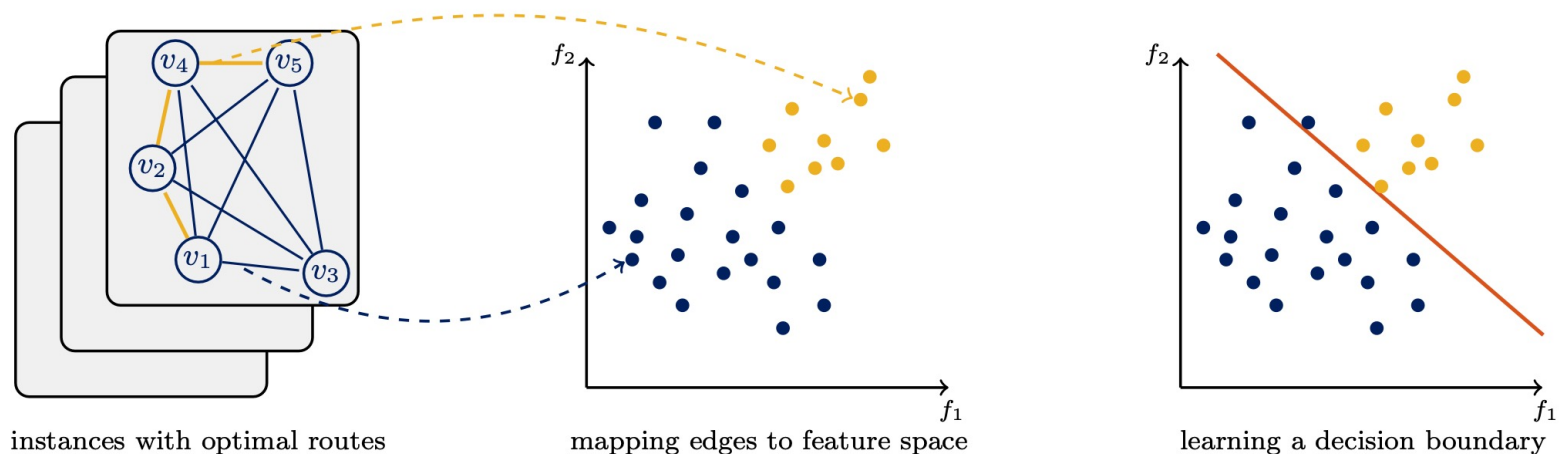 v4
v5
v2
v1
v3
instances with optimal routes
f2
f1
mapping edges to feature space
f2
f1
learning a decision boundary